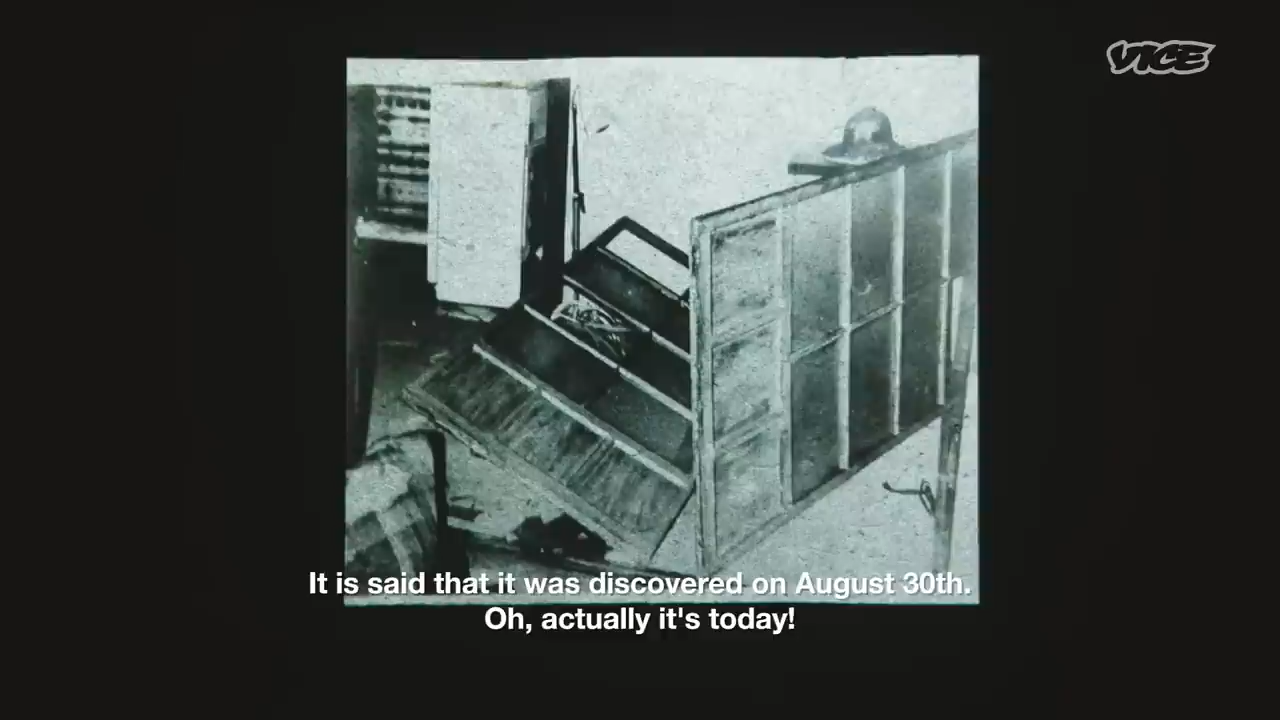 VICE
It is said that it was discovered on August 30th.
Oh, actually it's today!